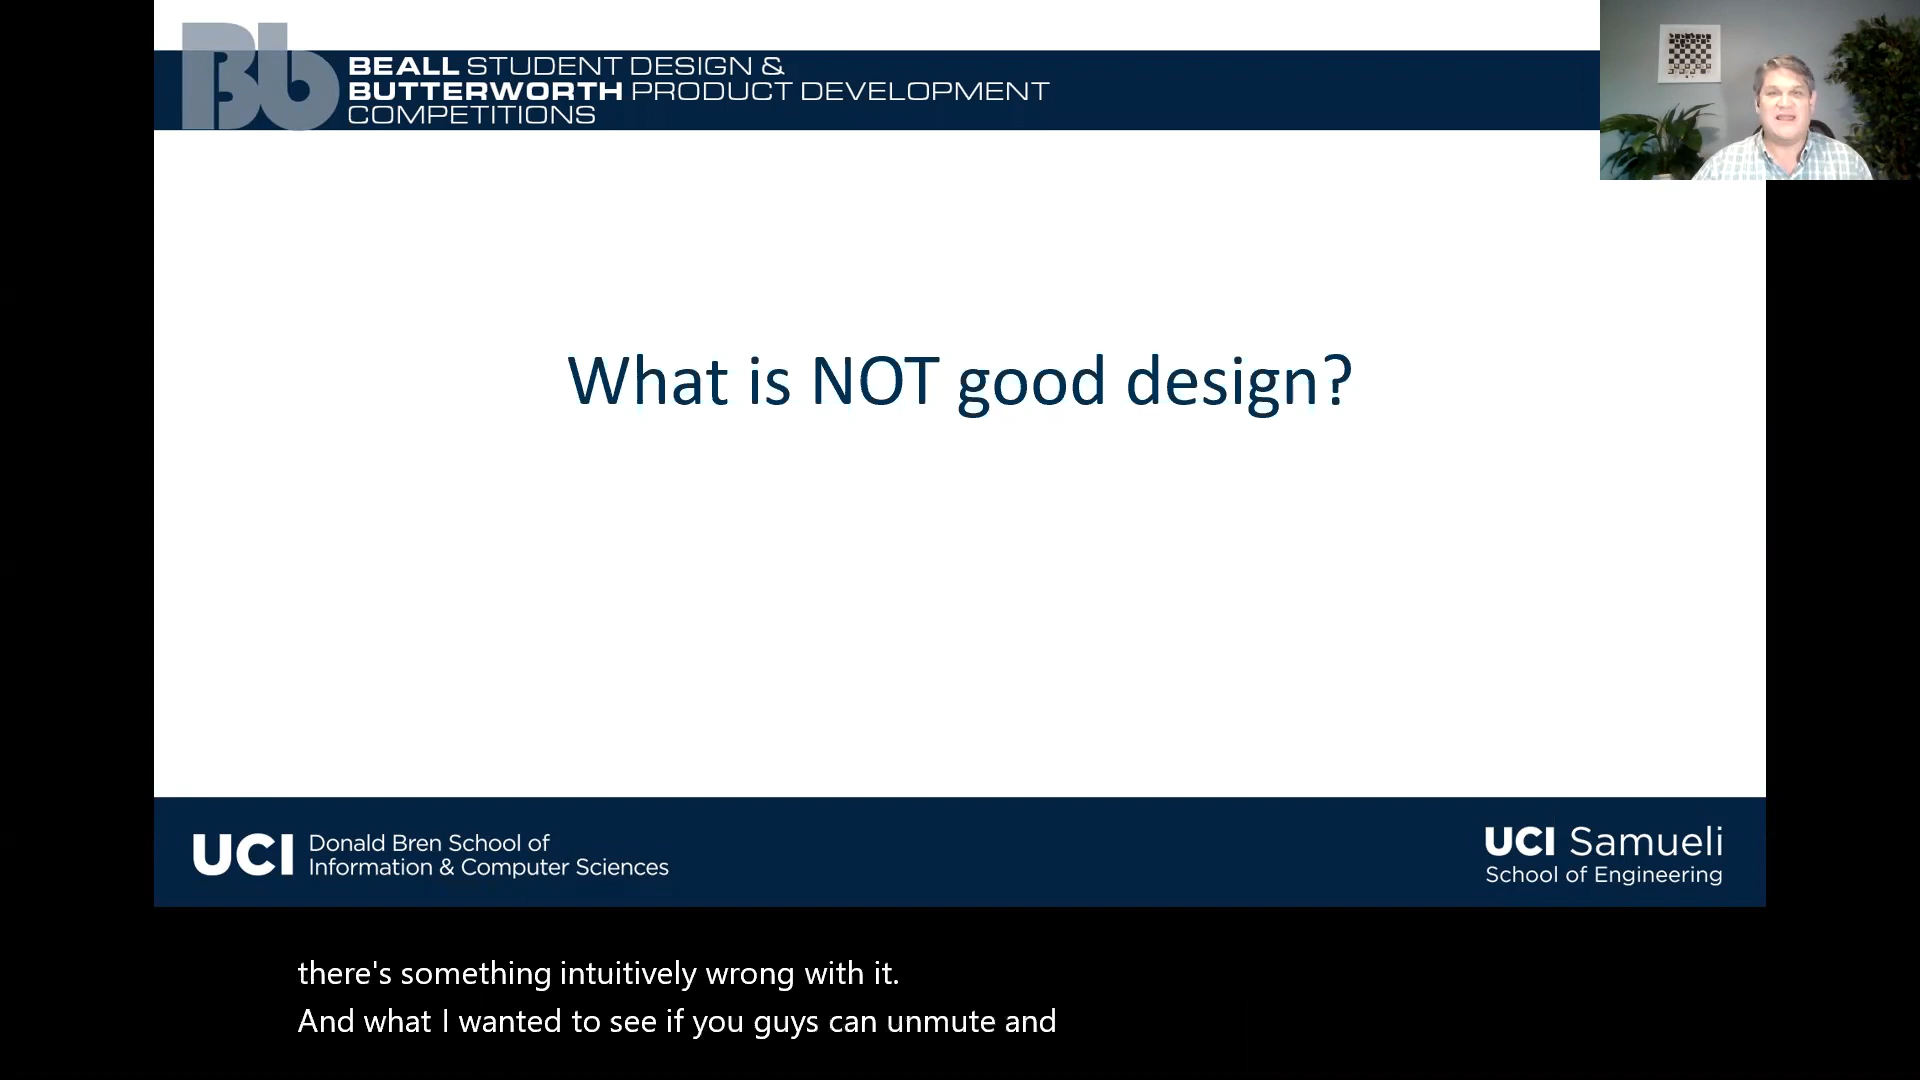 Bb
BEALL STUDENT DESIGN &
BUTTERWORTH PRODUCT DEVELOPMENT
COMPETITIONS
What is NOT good design?
UCI Donald Bren School of
Information & Computer Sciences
UCI Samueli
School of Engineering
there's something intuitively wrong with it.
And what I wanted to see if you guys can unmute and